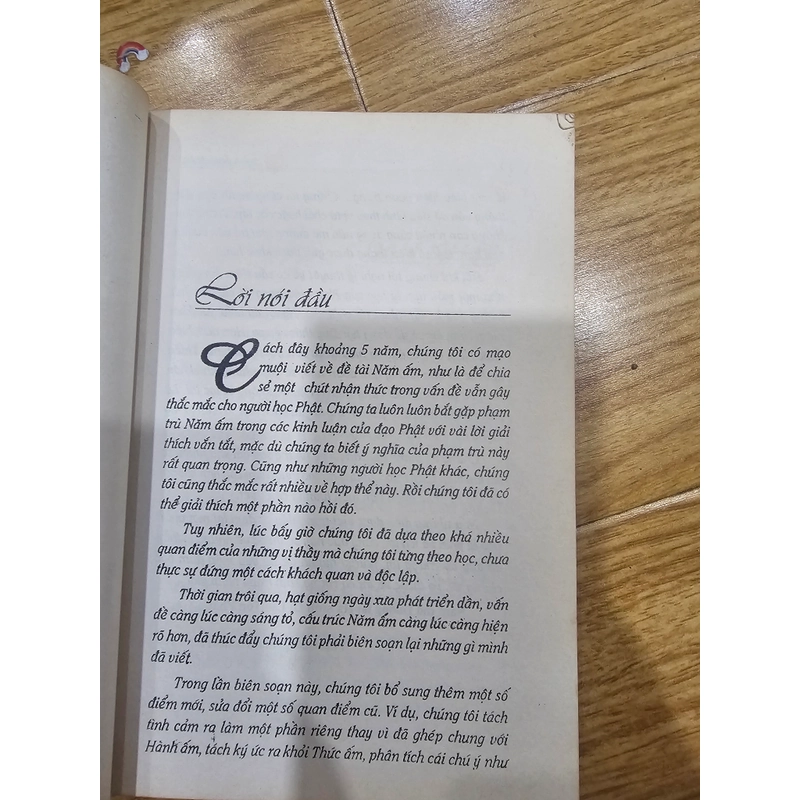 Lời nói đầu
Cách đây khoảng 5 năm, chúng tôi có mạo
muội viết về đề tài Năm ấm, như là để chia
sẻ một chút nhận thức trong vấn đề vẫn gây
thắc mắc cho người học Phật. Chúng ta luôn luôn bắt gặp phạm
trù Năm ấm trong các kinh luận của đạo Phật với vài lời giải
thích vắn tắt, mặc dù chúng ta biết ý nghĩa của phạm trù này
rất quan trọng. Cũng như những người học Phật khác, chúng
tôi cũng thắc mắc rất nhiều về hợp thể này. Rồi chúng tôi đã có
thể giải thích một phần nào hồi đó.
Tuy nhiên, lúc bấy giờ chúng tôi đã dựa theo khá nhiều
quan điểm của những vị thầy mà chúng tôi từng theo học, chưa
thực sự đứng một cách khách quan và độc lập.
Thời gian trôi qua, hạt giống ngày xưa phát triển dần, vấn
đề càng lúc càng sáng tỏ, cấu trúc Năm ấm càng lúc càng hiện
rõ hơn, đã thúc đẩy chúng tôi phải biên soạn lại những gì mình
đã viết.
Trong lần biên soạn này, chúng tôi bổ sung thêm một số
điểm mới, sửa đổi một số quan điểm cũ. Ví dụ, chúng tôi tách
tình cảm ra làm một phần riêng thay vì đã ghép chung với
Hành ấm, tách ký ức ra khỏi Thức ấm, phân tích cái chú ý như